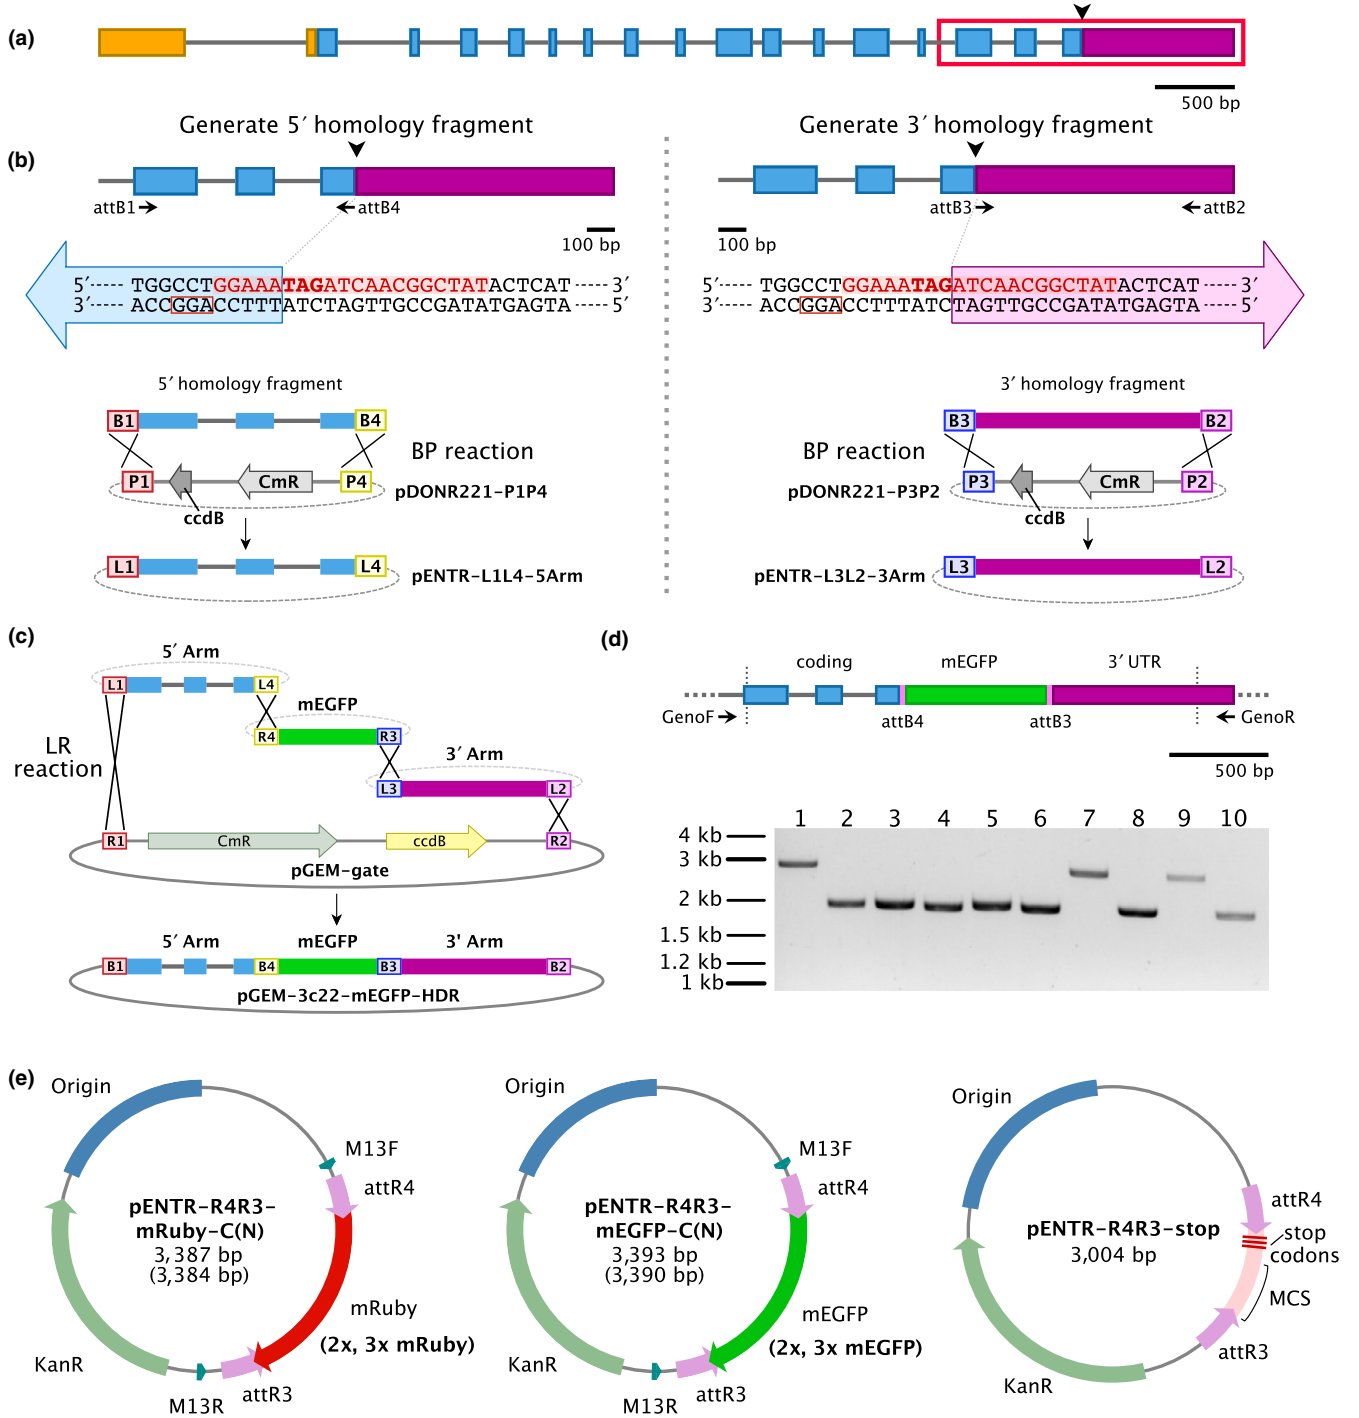 (a)
500 bp
Generate 5′ homology fragment
Generate 3′ homology fragment
(b)
attB1
attB4
100 bp
attB3
attB2
100 bp
5′ TGGCCTGGAAATAGATCAACGGCTATACTCAT 3′
3′ ACCGGACCTTTATCTAGTTGCCGATATGAGTA 5′
5′ TGGCCTGGAAATAGATCAACGGCTATACTCAT 3′
3′ ACCGGACCTTTATCTAGTTGCCGATATGAGTA 5′
5′ homology fragment
B1 B4
BP reaction
P1 CmR P4
pDONR221-P1P4
ccdB
L1 L4
pENTR-L1L4-5Arm
3′ homology fragment
B3 B2
BP reaction
P3 CmR P2
pDONR221-P3P2
ccdB
L3 L2
pENTR-L3L2-3Arm
(c)
5′ Arm
L1 L4
mEGFP
R4 R3
LR reaction
3′ Arm
L3 L2
R1 CmR ccdB R2
pGEM-gate
5′ Arm mEGFP 3' Arm
B1 B4 B3 B2
pGEM-3c22-mEGFP-HDR
(d)
coding mEGFP 3′ UTR
GenoF attB4 attB3 GenoR
500 bp
1 2 3 4 5 6 7 8 9 10
4 kb
3 kb
2 kb
1.5 kb
1.2 kb
1 kb
(e)
Origin
M13F
attR4
pENTR-R4R3-
mRuby-C(N)
3,387 bp
(3,384 bp)
mRuby
(2x, 3x mRuby)
KanR
attR3
M13R
Origin
M13F
attR4
pENTR-R4R3-
mEGFP-C(N)
3,393 bp
(3,390 bp)
mEGFP
(2x, 3x mEGFP)
KanR
attR3
M13R
Origin
attR4
pENTR-R4R3-stop
3,004 bp
stop
codons
MCS
attR3
KanR